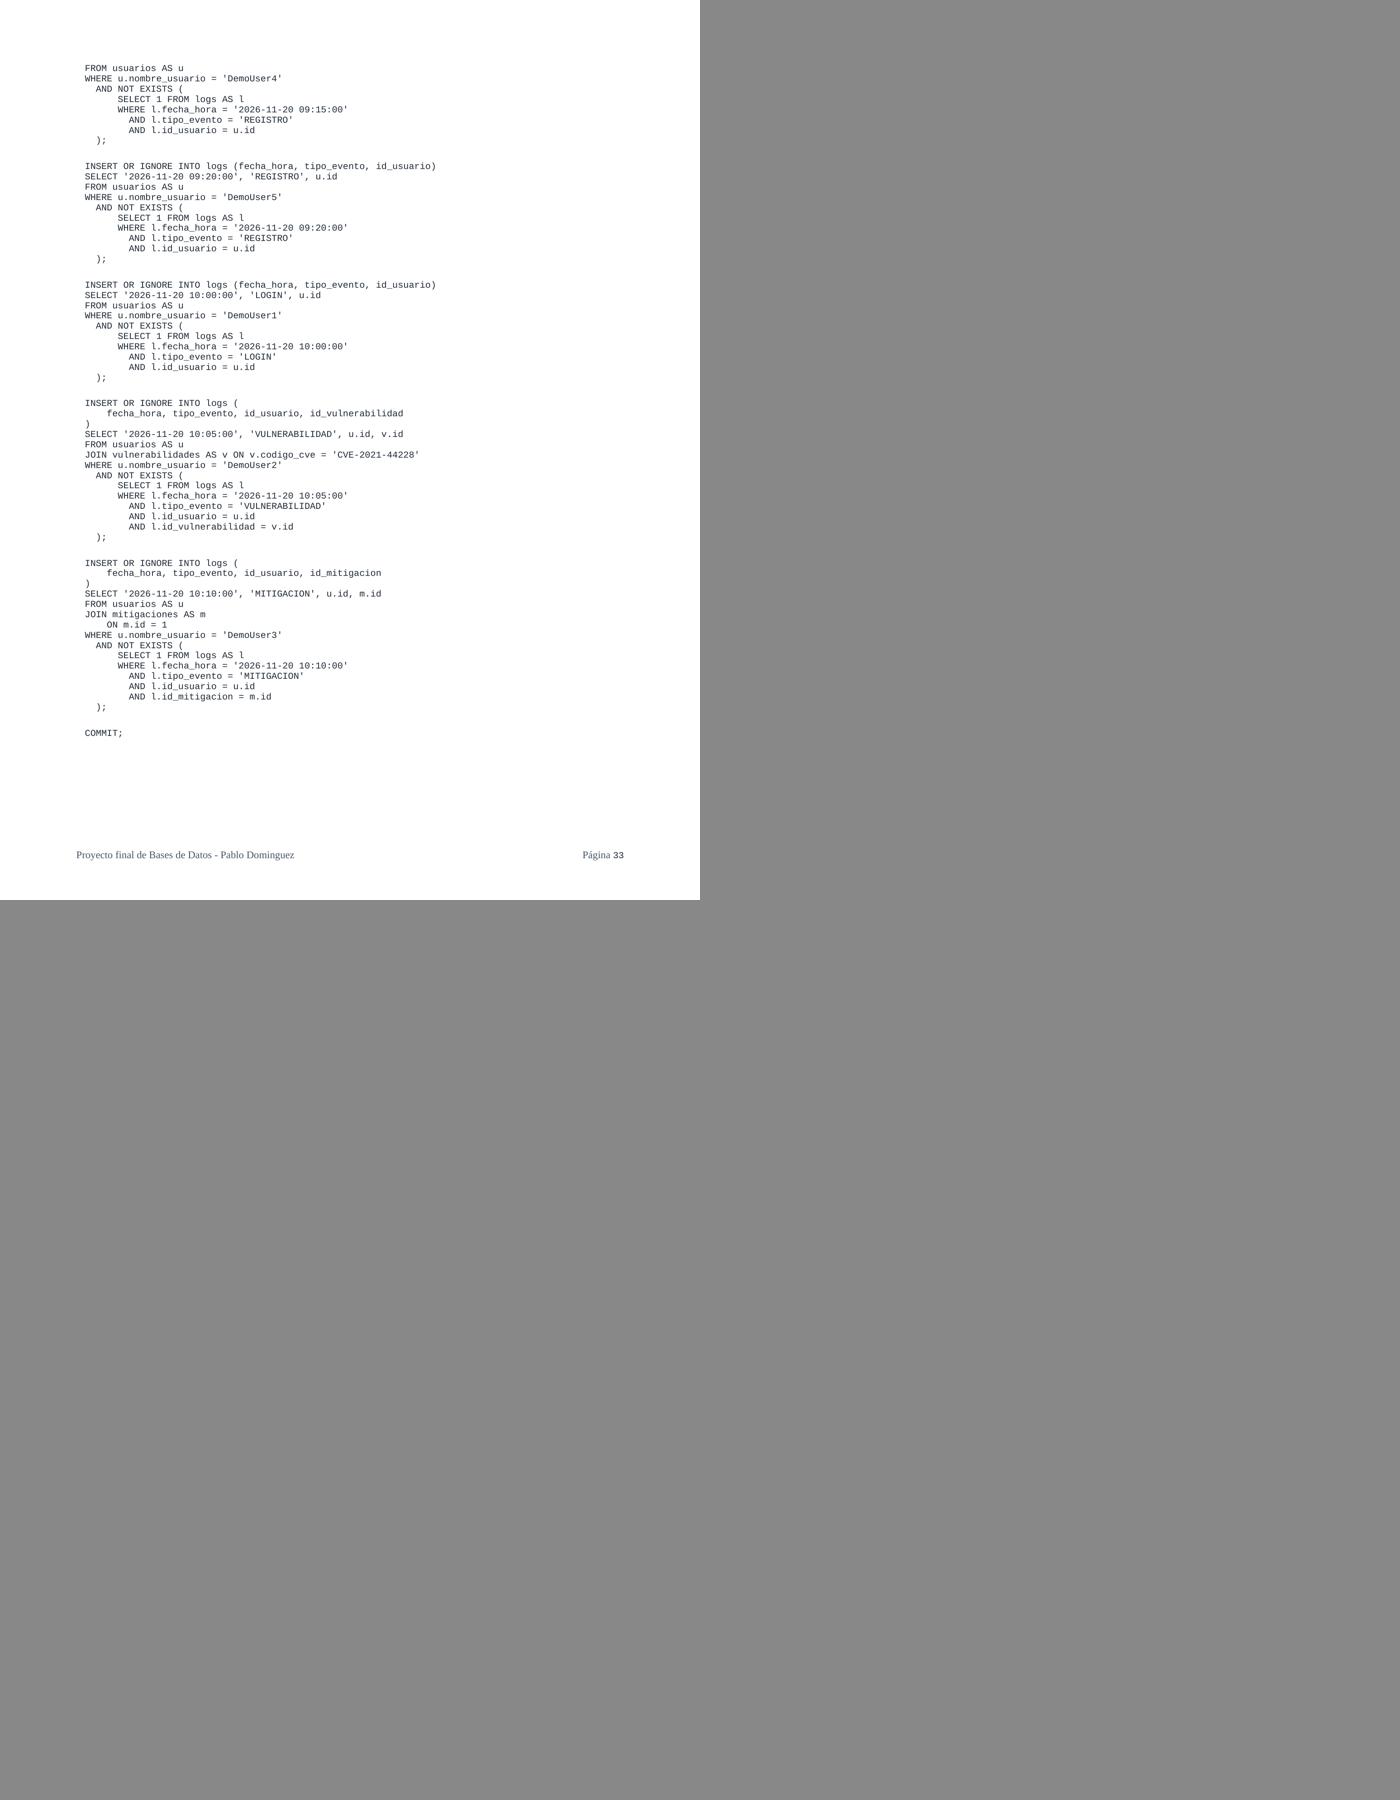 FROM usuarios AS u
WHERE u.nombre_usuario = 'DemoUser4'
  AND NOT EXISTS (
      SELECT 1 FROM logs AS l
      WHERE l.fecha_hora = '2026-11-20 09:15:00'
        AND l.tipo_evento = 'REGISTRO'
        AND l.id_usuario = u.id
  );

INSERT OR IGNORE INTO logs (fecha_hora, tipo_evento, id_usuario)
SELECT '2026-11-20 09:20:00', 'REGISTRO', u.id
FROM usuarios AS u
WHERE u.nombre_usuario = 'DemoUser5'
  AND NOT EXISTS (
      SELECT 1 FROM logs AS l
      WHERE l.fecha_hora = '2026-11-20 09:20:00'
        AND l.tipo_evento = 'REGISTRO'
        AND l.id_usuario = u.id
  );

INSERT OR IGNORE INTO logs (fecha_hora, tipo_evento, id_usuario)
SELECT '2026-11-20 10:00:00', 'LOGIN', u.id
FROM usuarios AS u
WHERE u.nombre_usuario = 'DemoUser1'
  AND NOT EXISTS (
      SELECT 1 FROM logs AS l
      WHERE l.fecha_hora = '2026-11-20 10:00:00'
        AND l.tipo_evento = 'LOGIN'
        AND l.id_usuario = u.id
  );

INSERT OR IGNORE INTO logs (
    fecha_hora, tipo_evento, id_usuario, id_vulnerabilidad
)
SELECT '2026-11-20 10:05:00', 'VULNERABILIDAD', u.id, v.id
FROM usuarios AS u
JOIN vulnerabilidades AS v ON v.codigo_cve = 'CVE-2021-44228'
WHERE u.nombre_usuario = 'DemoUser2'
  AND NOT EXISTS (
      SELECT 1 FROM logs AS l
      WHERE l.fecha_hora = '2026-11-20 10:05:00'
        AND l.tipo_evento = 'VULNERABILIDAD'
        AND l.id_usuario = u.id
        AND l.id_vulnerabilidad = v.id
  );

INSERT OR IGNORE INTO logs (
    fecha_hora, tipo_evento, id_usuario, id_mitigacion
)
SELECT '2026-11-20 10:10:00', 'MITIGACION', u.id, m.id
FROM usuarios AS u
JOIN mitigaciones AS m
    ON m.id = 1
WHERE u.nombre_usuario = 'DemoUser3'
  AND NOT EXISTS (
      SELECT 1 FROM logs AS l
      WHERE l.fecha_hora = '2026-11-20 10:10:00'
        AND l.tipo_evento = 'MITIGACION'
        AND l.id_usuario = u.id
        AND l.id_mitigacion = m.id
  );

COMMIT;

Proyecto final de Bases de Datos - Pablo Dominguez
Página 33